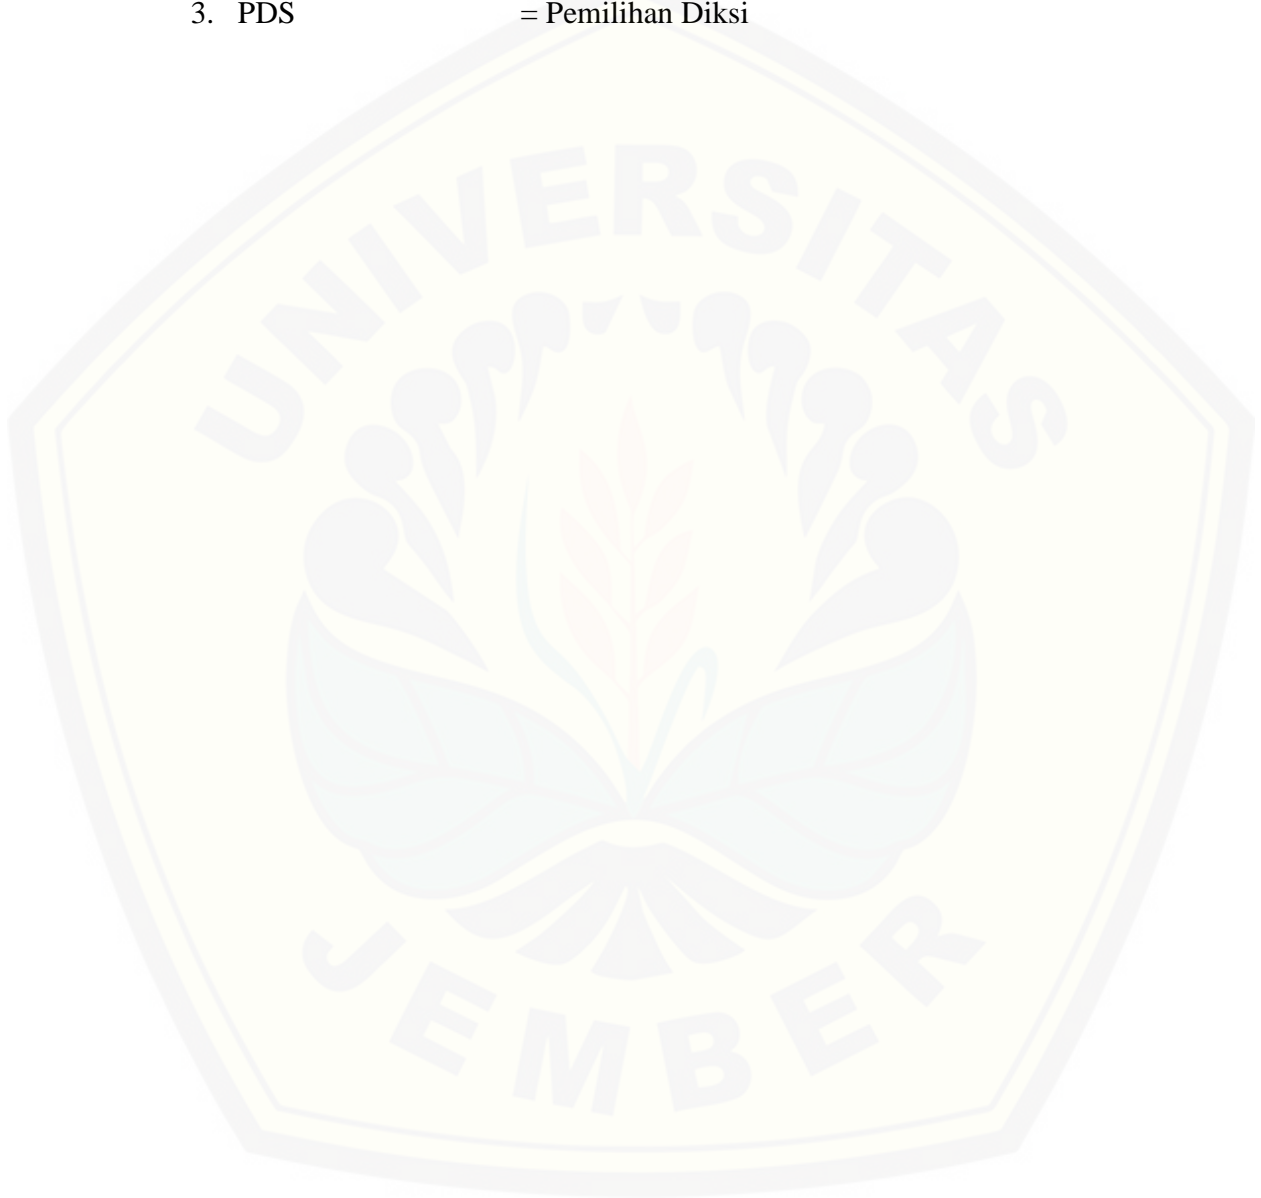 3. PDS = Pemilihan Diksi
UNIVERSITAS
JEMBER